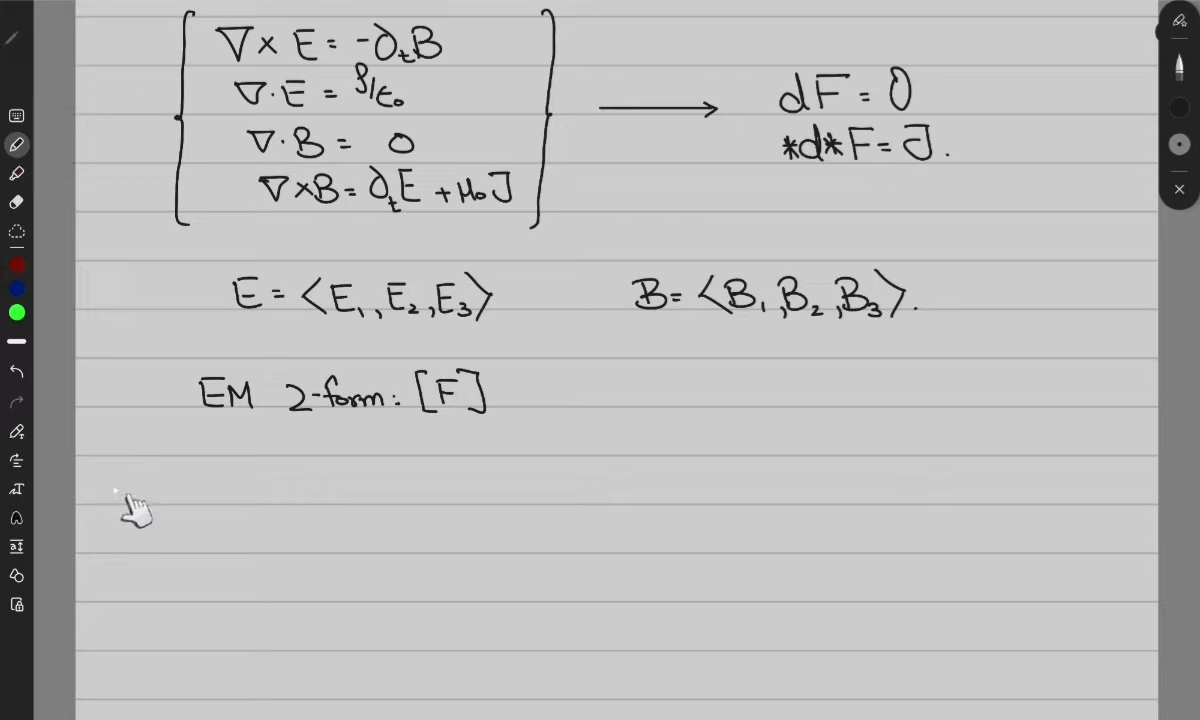 ∇ × E = -∂ₜB
∇·E = ρ/ε₀
∇·B = 0
∇×B = ∂ₜE + μ₀J
⟶
dF = 0
*d*F = J.
E = ⟨E₁, E₂, E₃⟩ B = ⟨B₁, B₂, B₃⟩.
EM 2-form: [F]